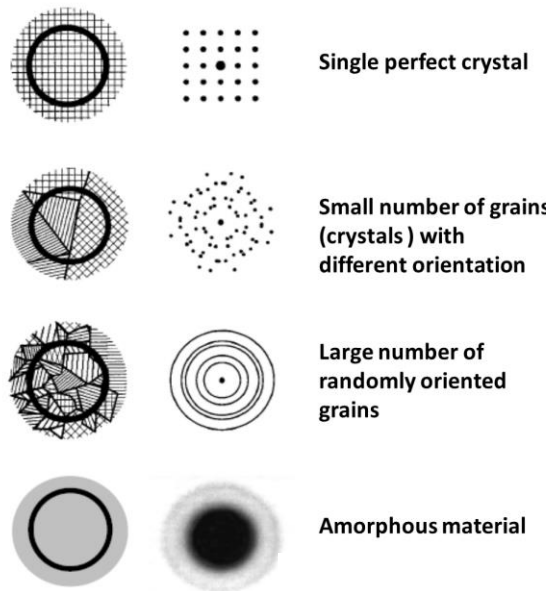 Single perfect crystal
Small number of grains
(crystals ) with
different orientation
Large number of
randomly oriented
grains
Amorphous material